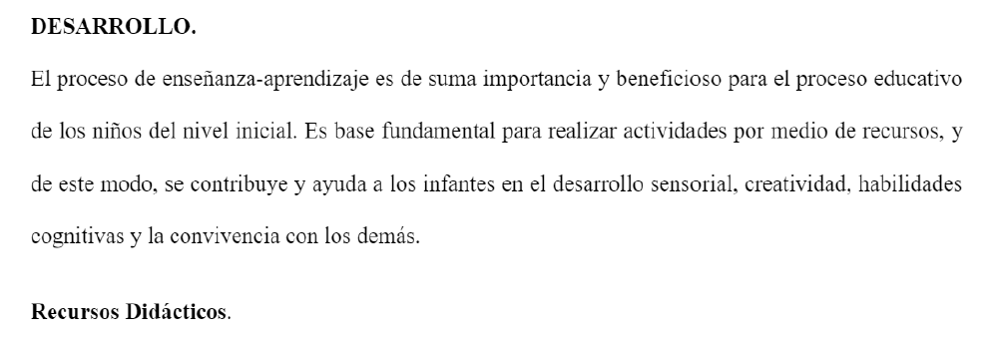 DESARROLLO.
El proceso de enseñanza-aprendizaje es de suma importancia y beneficioso para el proceso educativo
de los niños del nivel inicial. Es base fundamental para realizar actividades por medio de recursos, y
de este modo, se contribuye y ayuda a los infantes en el desarrollo sensorial, creatividad, habilidades
cognitivas y la convivencia con los demás.
Recursos Didácticos.